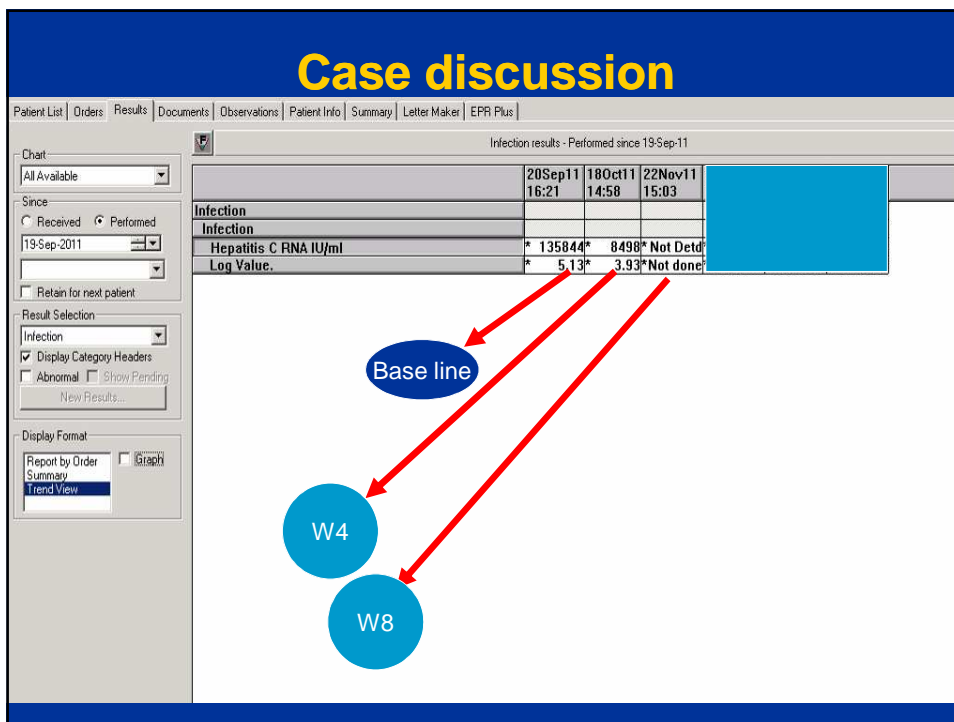 Case discussion
Patient List | Orders | Results | Documents | Observations | Patient Info | Summary | Letter Maker | EPR Plus
Infection results - Performed since 19-Sep-11
Chart
All Available
Since
Received Performed
19-Sep-2011
Retain for next patient
Result Selection
Infection
Display Category Headers
Abnormal Show Pending
New Results...
Display Format
Report by Order Graph
Summary
Trend View
20Sep11 18Oct11 22Nov11
16:21 14:58 15:03
Infection
Infection
Hepatitis C RNA IU/ml * 135844 * 8498 * Not Detd
Log Value. * 5.13 * 3.93 *Not done
Base line
W4
W8